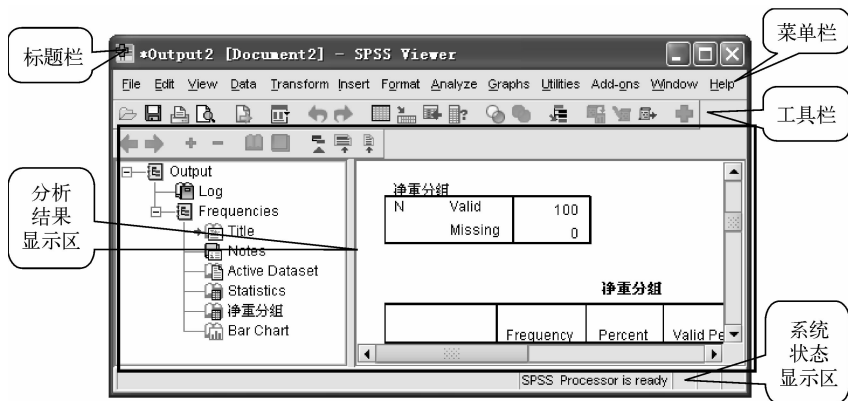 标题栏
*Output2 [Document2] - SPSS Viewer
菜单栏
File Edit View Data Transform Insert Format Analyze Graphs Utilities Add-ons Window Help
工具栏
分析
结果
显示区
Output
Log
Frequencies
Title
Notes
Active Dataset
Statistics
净重分组
Bar Chart
净重分组
N Valid 100
Missing 0
净重分组
Frequency Percent Valid Pe
SPSS Processor is ready
系统
状态
显示区